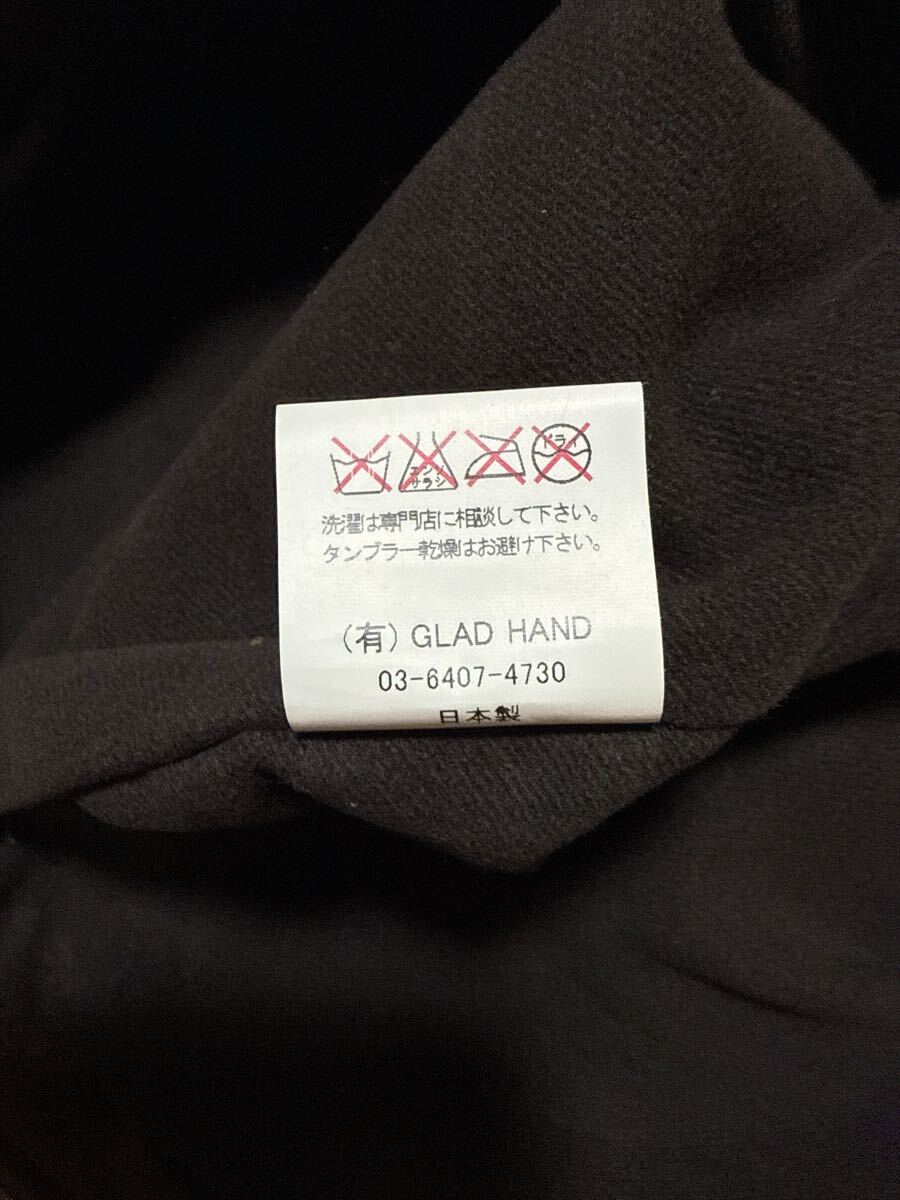 エンソ
サラシ
ドライ
洗濯は専門店に相談して下さい。
タンブラー乾燥はお避け下さい。
(有) GLAD HAND
03-6407-4730
日本製